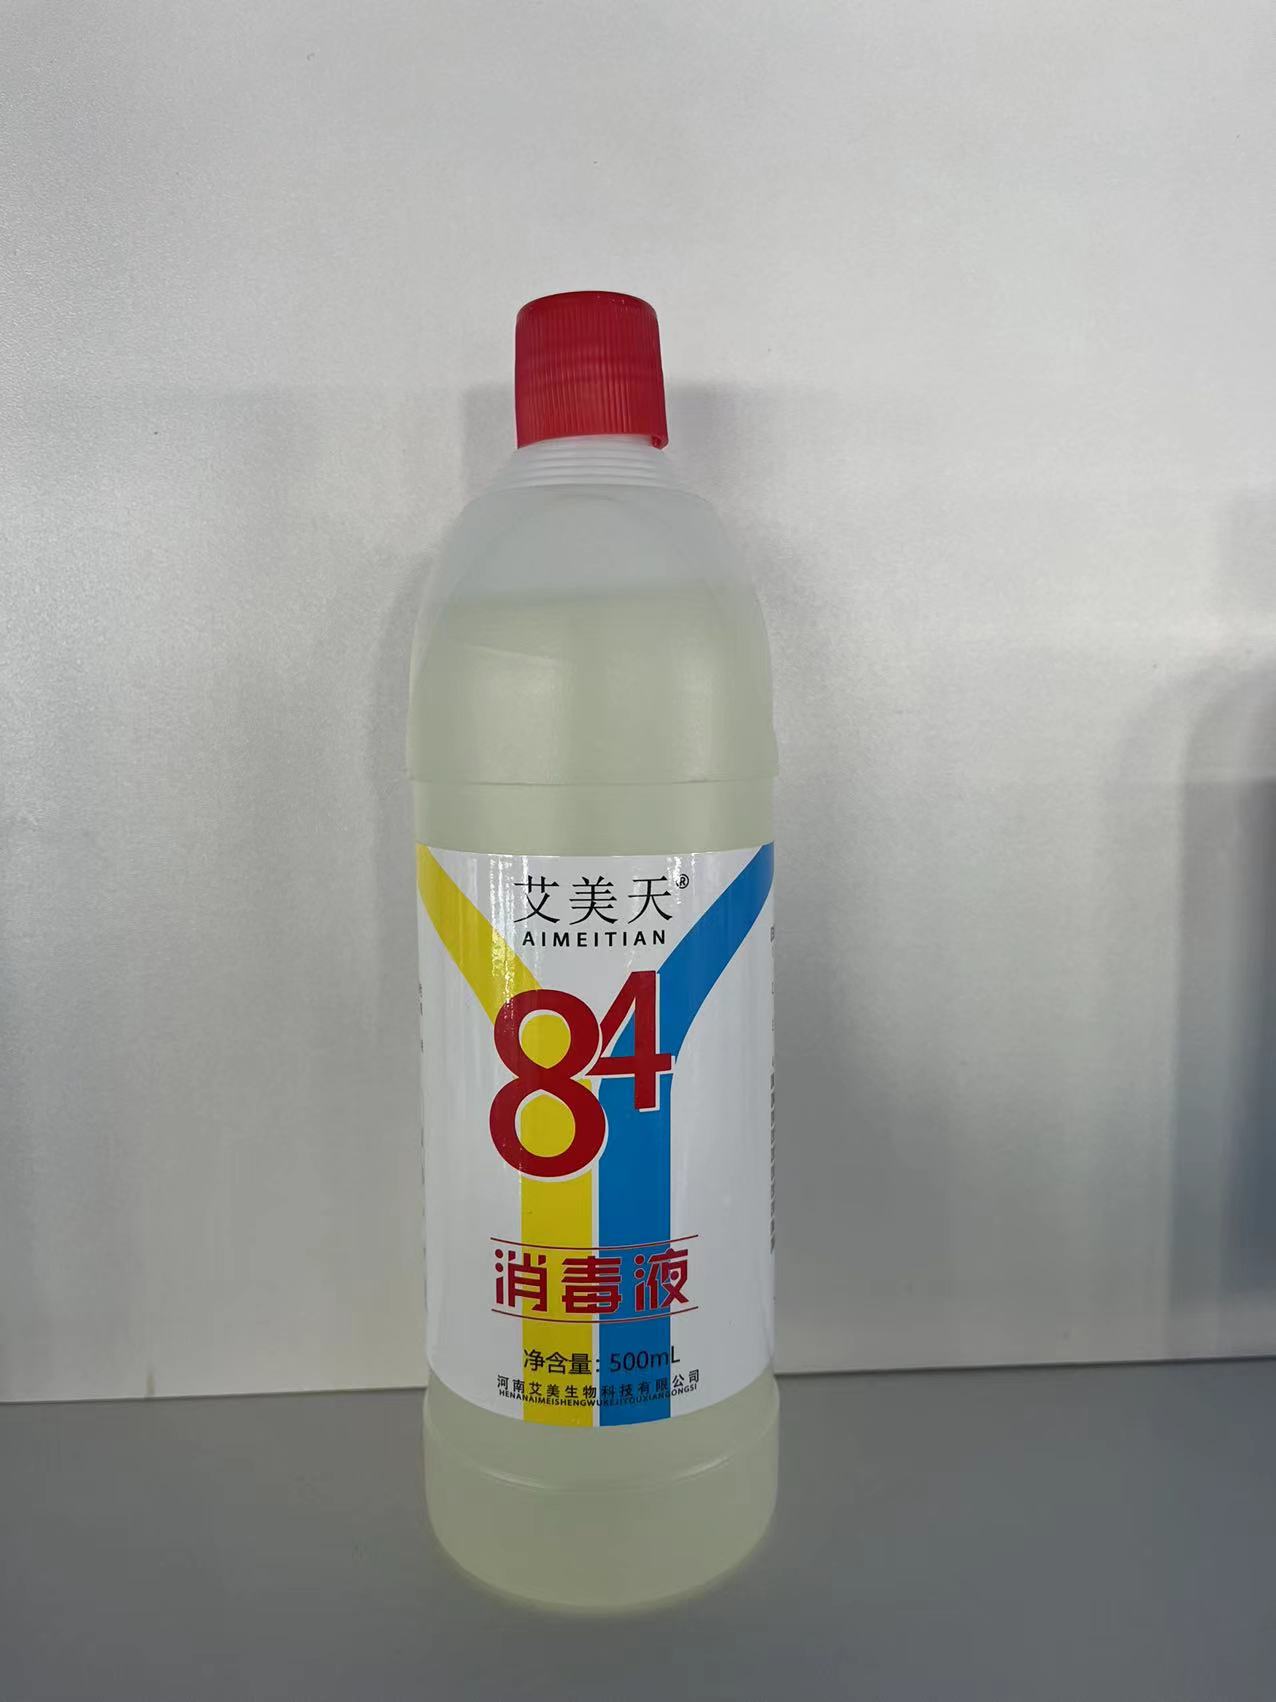 艾美天®
AIMEITIAN
84
消毒液
净含量：500mL
河南艾美生物科技有限公司
HENANAIMEISHENGWUKEJIYOUXIANGONGSI